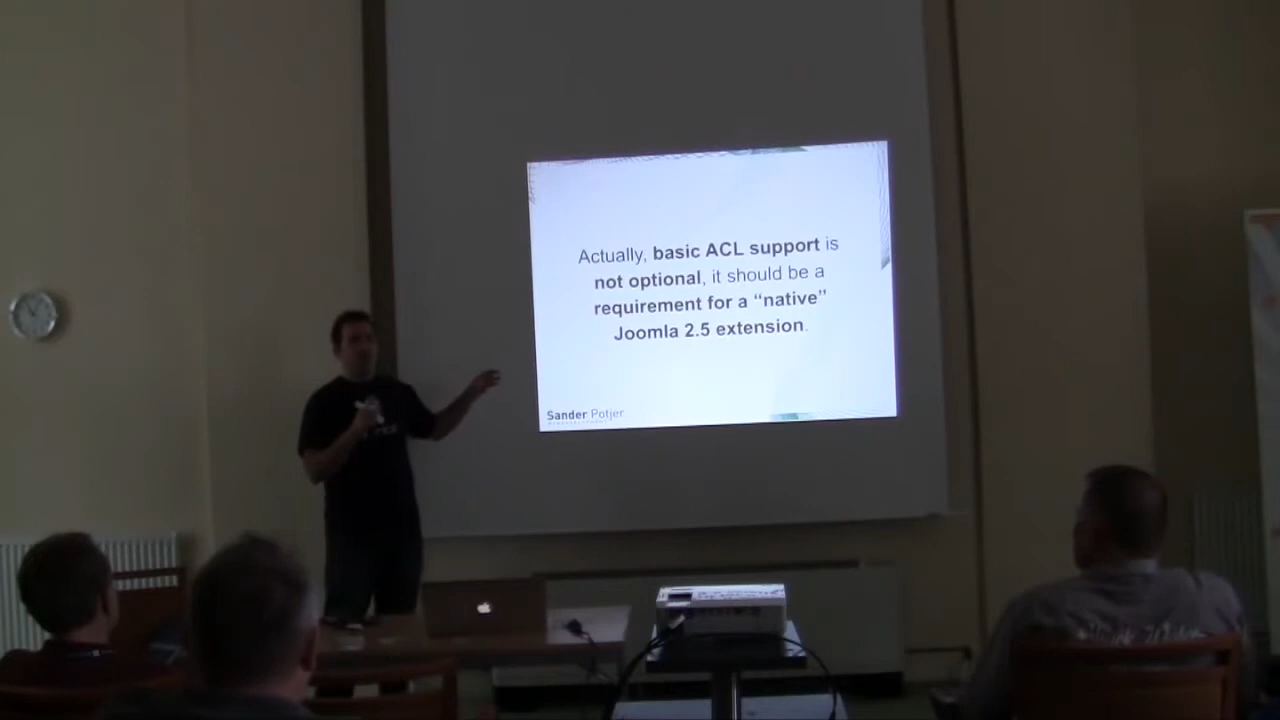 Actually, basic ACL support is
not optional, it should be a
requirement for a “native”
Joomla 2.5 extension.
Sander Potjer